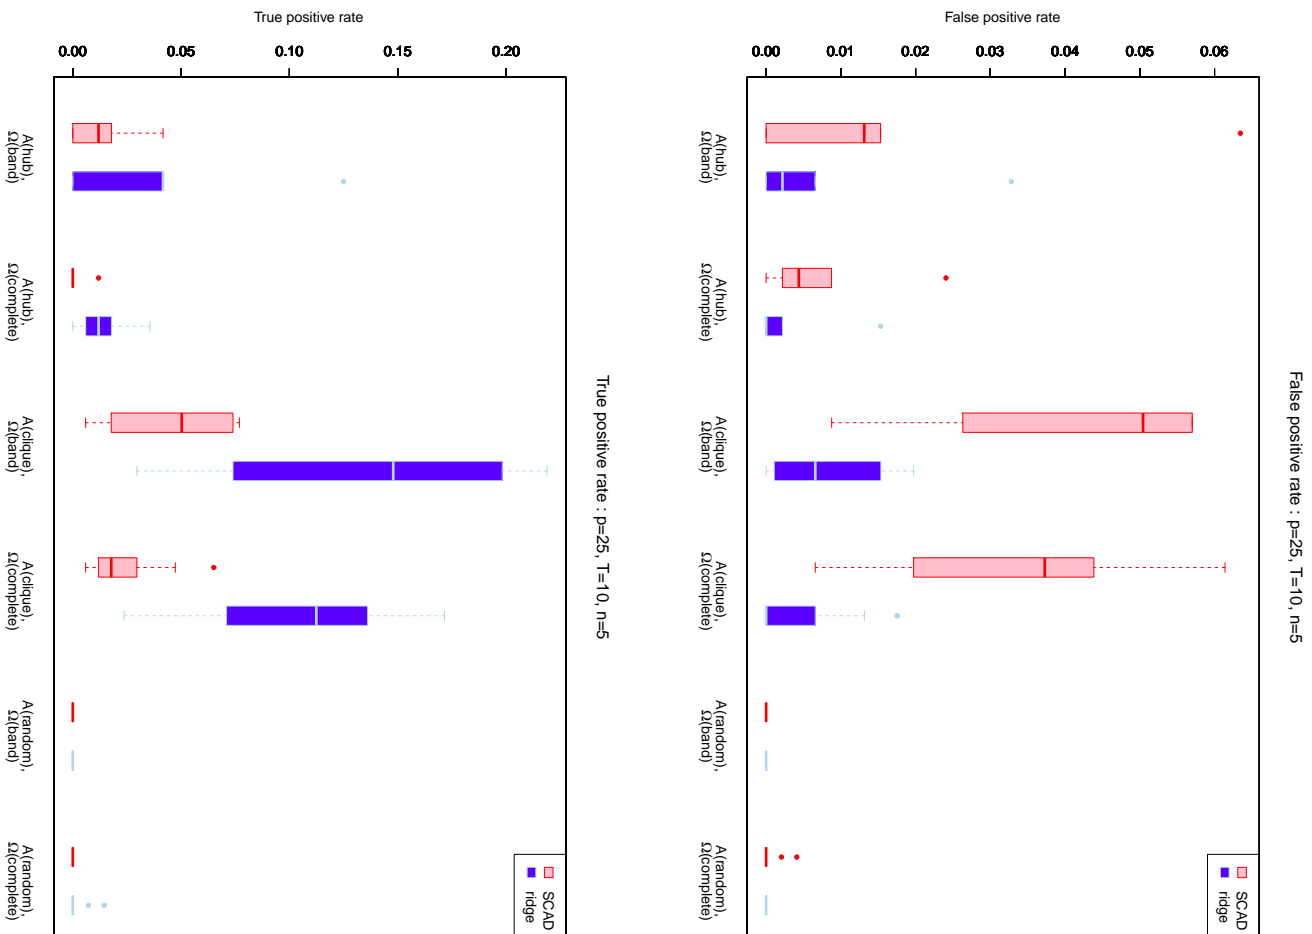 True positive rate : p=25, T=10, n=5
True positive rate
0.00
0.05
0.10
0.15
0.20
A(hub),
Ω(band)
A(hub),
Ω(complete)
A(clique),
Ω(band)
A(clique),
Ω(complete)
A(random),
Ω(band)
A(random),
Ω(complete)
SCAD
ridge
False positive rate : p=25, T=10, n=5
False positive rate
0.00
0.01
0.02
0.03
0.04
0.05
0.06
A(hub),
Ω(band)
A(hub),
Ω(complete)
A(clique),
Ω(band)
A(clique),
Ω(complete)
A(random),
Ω(band)
A(random),
Ω(complete)
SCAD
ridge